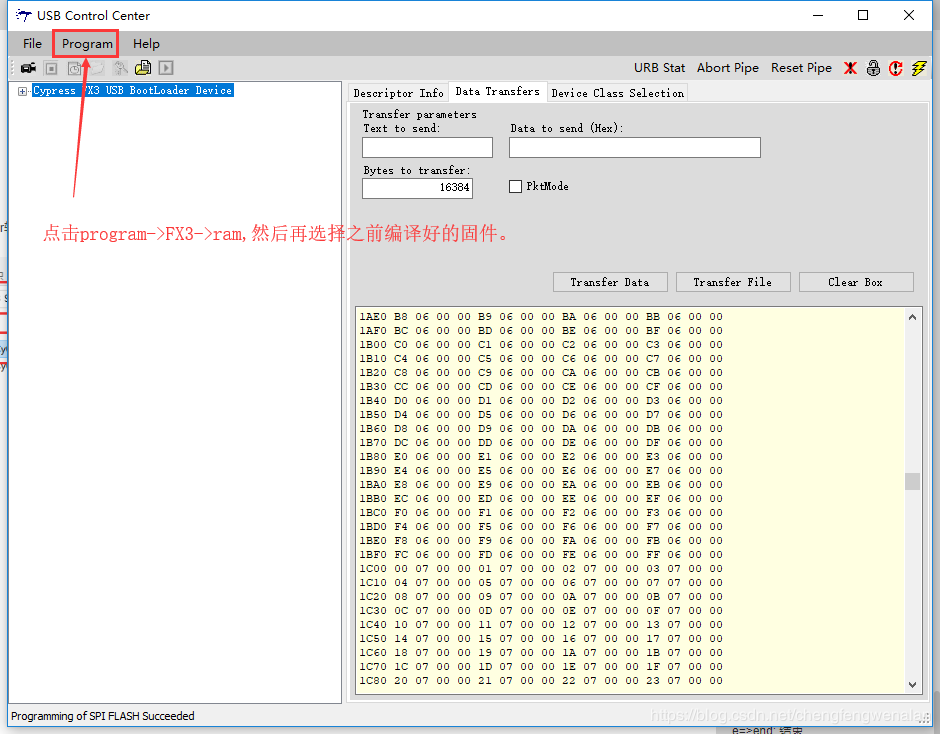 USB Control Center
File Program Help
URB Stat Abort Pipe Reset Pipe
Cypress FX3 USB BootLoader Device
Descriptor Info Data Transfers Device Class Selection
Transfer parameters
Text to send: Data to send (Hex):
Bytes to transfer:
16384 PktMode
点击program->FX3->ram,然后再选择之前编译好的固件。
Transfer Data Transfer File Clear Box
1AE0 B8 06 00 00 B9 06 00 00 BA 06 00 00 BB 06 00 00
1AF0 BC 06 00 00 BD 06 00 00 BE 06 00 00 BF 06 00 00
1B00 C0 06 00 00 C1 06 00 00 C2 06 00 00 C3 06 00 00
1B10 C4 06 00 00 C5 06 00 00 C6 06 00 00 C7 06 00 00
1B20 C8 06 00 00 C9 06 00 00 CA 06 00 00 CB 06 00 00
1B30 CC 06 00 00 CD 06 00 00 CE 06 00 00 CF 06 00 00
1B40 D0 06 00 00 D1 06 00 00 D2 06 00 00 D3 06 00 00
1B50 D4 06 00 00 D5 06 00 00 D6 06 00 00 D7 06 00 00
1B60 D8 06 00 00 D9 06 00 00 DA 06 00 00 DB 06 00 00
1B70 DC 06 00 00 DD 06 00 00 DE 06 00 00 DF 06 00 00
1B80 E0 06 00 00 E1 06 00 00 E2 06 00 00 E3 06 00 00
1B90 E4 06 00 00 E5 06 00 00 E6 06 00 00 E7 06 00 00
1BA0 E8 06 00 00 E9 06 00 00 EA 06 00 00 EB 06 00 00
1BB0 EC 06 00 00 ED 06 00 00 EE 06 00 00 EF 06 00 00
1BC0 F0 06 00 00 F1 06 00 00 F2 06 00 00 F3 06 00 00
1BD0 F4 06 00 00 F5 06 00 00 F6 06 00 00 F7 06 00 00
1BE0 F8 06 00 00 F9 06 00 00 FA 06 00 00 FB 06 00 00
1BF0 FC 06 00 00 FD 06 00 00 FE 06 00 00 FF 06 00 00
1C00 00 07 00 00 01 07 00 00 02 07 00 00 03 07 00 00
1C10 04 07 00 00 05 07 00 00 06 07 00 00 07 07 00 00
1C20 08 07 00 00 09 07 00 00 0A 07 00 00 0B 07 00 00
1C30 0C 07 00 00 0D 07 00 00 0E 07 00 00 0F 07 00 00
1C40 10 07 00 00 11 07 00 00 12 07 00 00 13 07 00 00
1C50 14 07 00 00 15 07 00 00 16 07 00 00 17 07 00 00
1C60 18 07 00 00 19 07 00 00 1A 07 00 00 1B 07 00 00
1C70 1C 07 00 00 1D 07 00 00 1E 07 00 00 1F 07 00 00
1C80 20 07 00 00 21 07 00 00 22 07 00 00 23 07 00 00
Programming of SPI FLASH Succeeded
https://blog.csdn.net/chengfengwenalan
e=>end: 结束